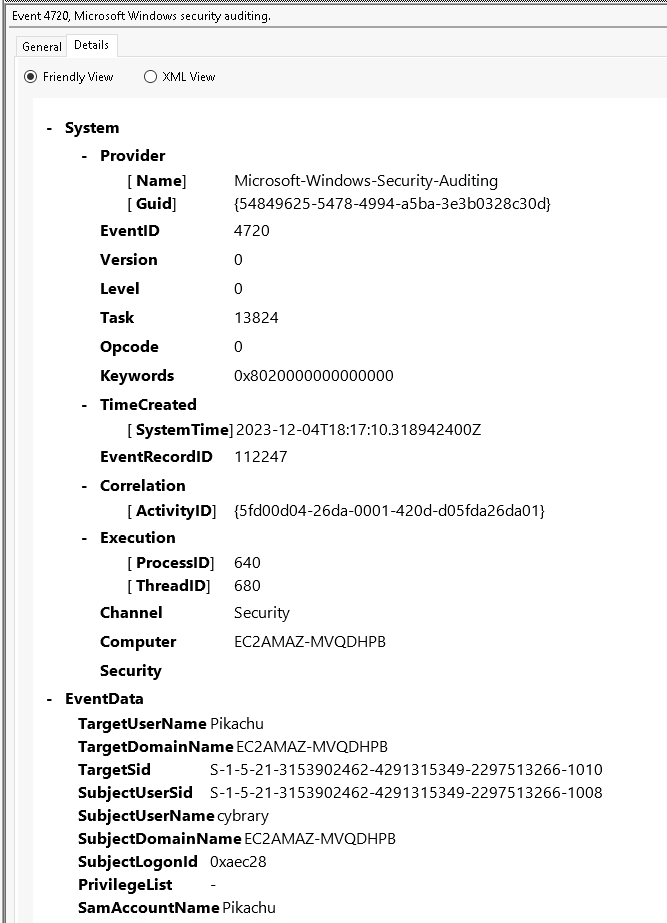 Event 4720, Microsoft Windows security auditing.
General Details
Friendly View XML View
- System
- Provider
[ Name] Microsoft-Windows-Security-Auditing
[ Guid] {54849625-5478-4994-a5ba-3e3b0328c30d}
EventID 4720
Version 0
Level 0
Task 13824
Opcode 0
Keywords 0x8020000000000000
- TimeCreated
[ SystemTime] 2023-12-04T18:17:10.318942400Z
EventRecordID 112247
- Correlation
[ ActivityID] {5fd00d04-26da-0001-420d-d05fda26da01}
- Execution
[ ProcessID] 640
[ ThreadID] 680
Channel Security
Computer EC2AMAZ-MVQDHPB
Security
- EventData
TargetUserName Pikachu
TargetDomainName EC2AMAZ-MVQDHPB
TargetSid S-1-5-21-3153902462-4291315349-2297513266-1010
SubjectUserSid S-1-5-21-3153902462-4291315349-2297513266-1008
SubjectUserName cybrary
SubjectDomainName EC2AMAZ-MVQDHPB
SubjectLogonId 0xaec28
PrivilegeList -
SamAccountName Pikachu